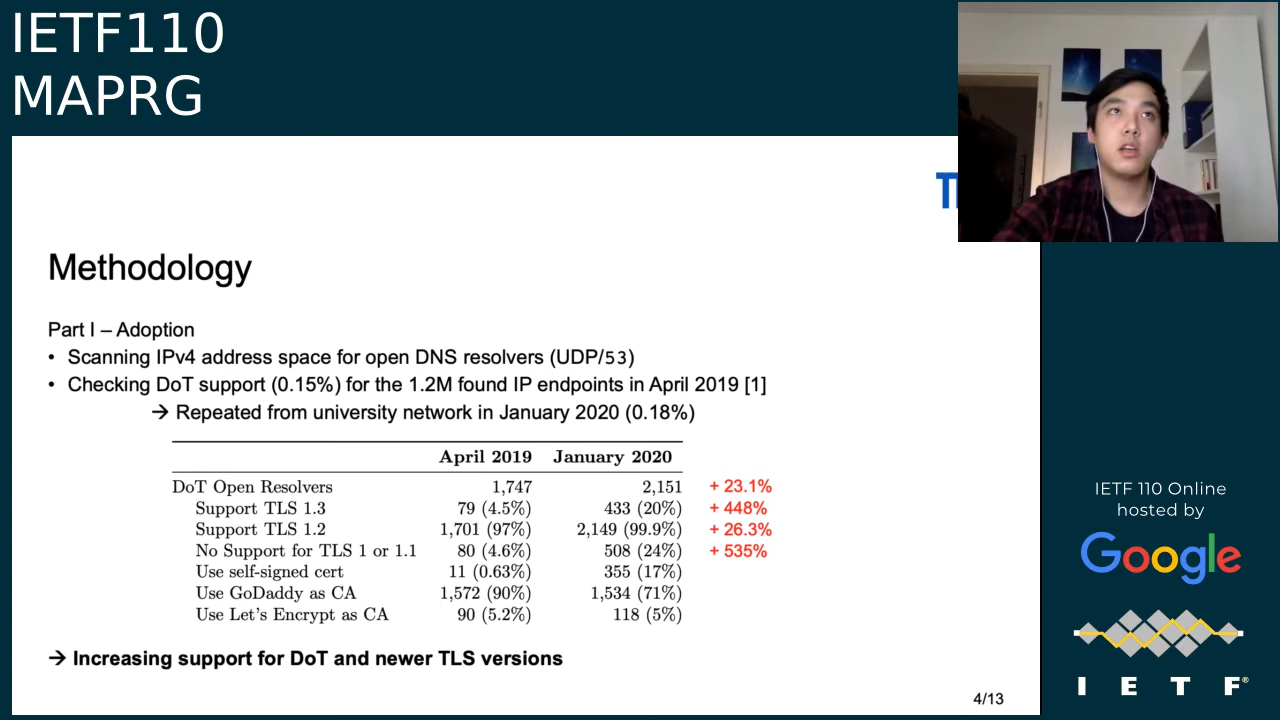 IETF110
MAPRG
Methodology
Part I – Adoption
• Scanning IPv4 address space for open DNS resolvers (UDP/53)
• Checking DoT support (0.15%) for the 1.2M found IP endpoints in April 2019 [1]
→ Repeated from university network in January 2020 (0.18%)
April 2019 January 2020
DoT Open Resolvers 1,747 2,151 + 23.1%
Support TLS 1.3 79 (4.5%) 433 (20%) + 448%
Support TLS 1.2 1,701 (97%) 2,149 (99.9%) + 26.3%
No Support for TLS 1 or 1.1 80 (4.6%) 508 (24%) + 535%
Use self-signed cert 11 (0.63%) 355 (17%)
Use GoDaddy as CA 1,572 (90%) 1,534 (71%)
Use Let's Encrypt as CA 90 (5.2%) 118 (5%)
→ Increasing support for DoT and newer TLS versions
4/13
IETF 110 Online
hosted by
Google
I E T F®